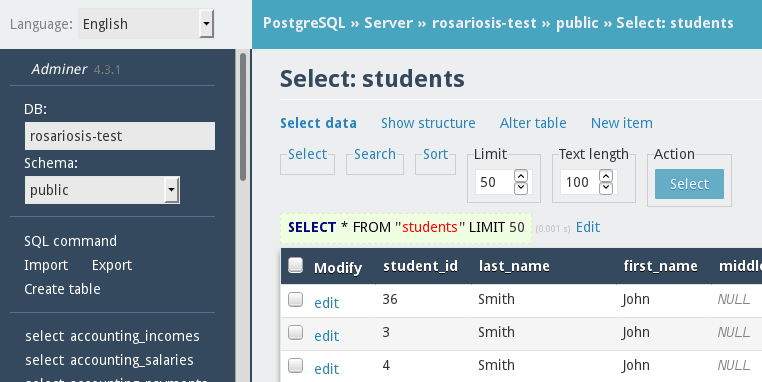 Language: English
PostgreSQL » Server » rosariosis-test » public » Select: students
Adminer 4.3.1
DB:
rosariosis-test
Schema:
public
SQL command
Import Export
Create table
select accounting_incomes
select accounting_salaries
select accounting_payments
Select: students
Select data Show structure Alter table New item
Select Search Sort Limit Text length Action
50 100 Select
SELECT * FROM "students" LIMIT 50 (0.001 s) Edit
Modify student_id last_name first_name middle
edit 36 Smith John NULL
edit 3 Smith John NULL
edit 4 Smith John NULL